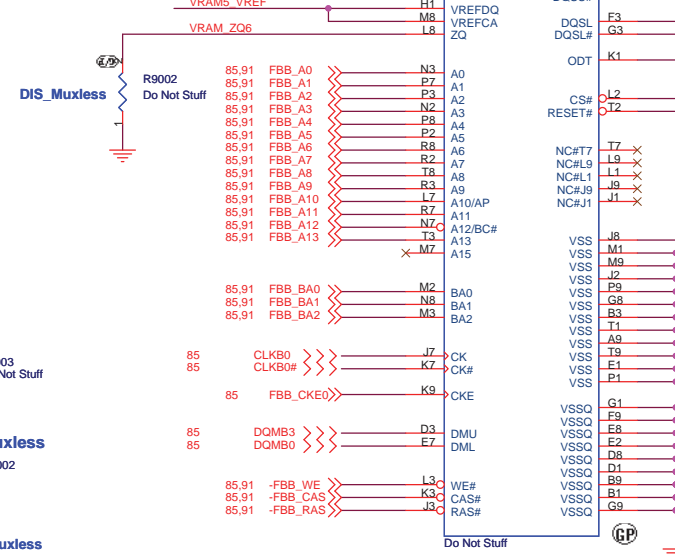 VRAM5_VREF
H1 VREFDQ
M8 VREFCA
VRAM_ZQ6 L8 ZQ
DQSL F3
DQSL# G3
ODT K1
CS# L2
RESET# T2
NC#T7 T7
NC#L9 L9
NC#L1 L1
NC#J9 J9
NC#J1 J1
DIS_Muxless
R9002
Do Not Stuff
1
85,91 FBB_A0 N3 A0
85,91 FBB_A1 P7 A1
85,91 FBB_A2 P3 A2
85,91 FBB_A3 N2 A3
85,91 FBB_A4 P8 A4
85,91 FBB_A5 P2 A5
85,91 FBB_A6 R8 A6
85,91 FBB_A7 R2 A7
85,91 FBB_A8 T8 A8
85,91 FBB_A9 R3 A9
85,91 FBB_A10 L7 A10/AP
85,91 FBB_A11 R7 A11
85,91 FBB_A12 N7 A12/BC#
85,91 FBB_A13 T3 A13
M7 A15
85,91 FBB_BA0 M2 BA0
85,91 FBB_BA1 N8 BA1
85,91 FBB_BA2 M3 BA2
85 CLKB0 J7 CK
85 CLKB0# K7 CK#
85 FBB_CKE0 K9 CKE
85 DQMB3 D3 DMU
85 DQMB0 E7 DML
85,91 -FBB_WE L3 WE#
85,91 -FBB_CAS K3 CAS#
85,91 -FBB_RAS J3 RAS#
VSS J8
VSS M1
VSS M9
VSS J2
VSS P9
VSS G8
VSS B3
VSS T1
VSS A9
VSS T9
VSS E1
VSS P1
VSSQ G1
VSSQ F9
VSSQ E8
VSSQ E2
VSSQ D8
VSSQ D1
VSSQ B9
VSSQ B1
VSSQ G9
03
Not Stuff
uxless
002
uxless
Do Not Stuff
GP